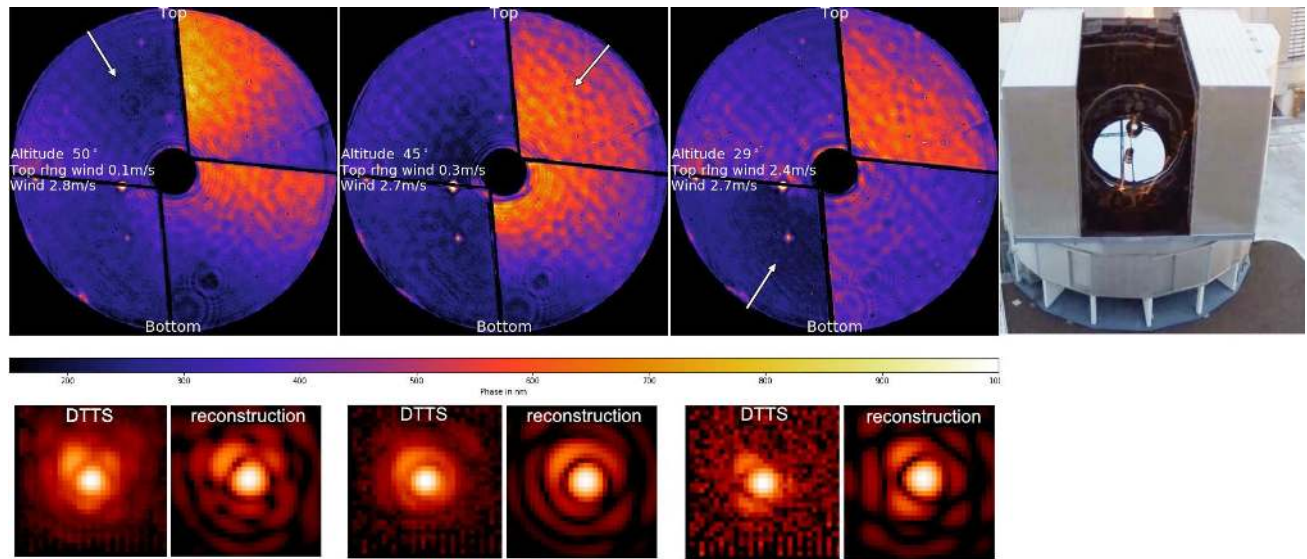 Top
Top
Altitude 50°
Top ring wind 0.1m/s
Wind 2.8m/s
Altitude 45°
Top ring wind 0.3m/s
Wind 2.7m/s
Altitude 29°
Top ring wind 2.4m/s
Wind 2.7m/s
Bottom
Bottom
Bottom
200 300 400 500 600 700 800 900
Phase in nm
DTTS reconstruction DTTS reconstruction DTTS reconstruction